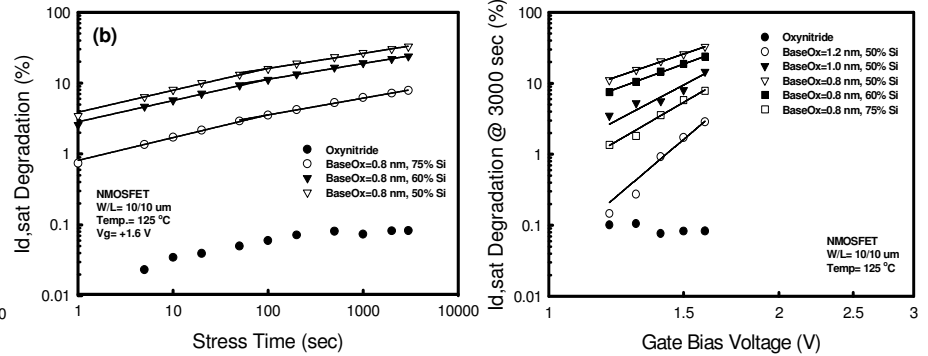 (b)
Id,sat Degradation (%)
100
10
1
0.1
0.01
Oxynitride
BaseOx=0.8 nm, 75% Si
BaseOx=0.8 nm, 60% Si
BaseOx=0.8 nm, 50% Si
NMOSFET
W/L= 10/10 um
Temp.= 125 °C
Vg= +1.6 V
0
1
10
100
1000
10000
Stress Time (sec)
Id,sat Degradation @ 3000 sec (%)
100
10
1
0.1
0.01
Oxynitride
BaseOx=1.2 nm, 50% Si
BaseOx=1.0 nm, 50% Si
BaseOx=0.8 nm, 50% Si
BaseOx=0.8 nm, 60% Si
BaseOx=0.8 nm, 75% Si
NMOSFET
W/L= 10/10 um
Temp= 125 °C
1
1.5
2
2.5
3
Gate Bias Voltage (V)